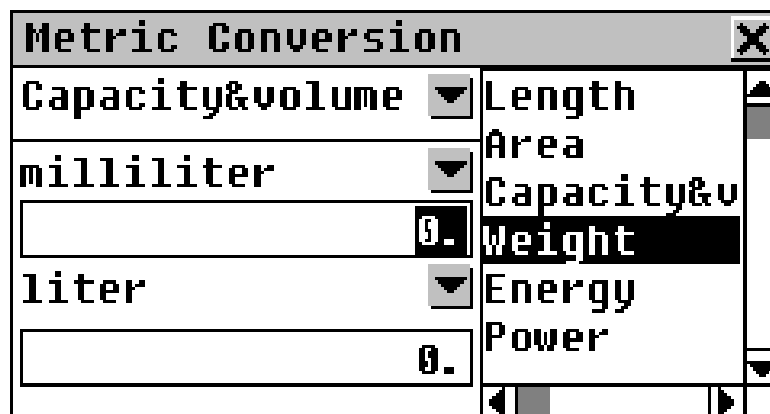 Metric Conversion
Capacity&volume
milliliter
0.
liter
0.
Length
Area
Capacity&v
Weight
Energy
Power